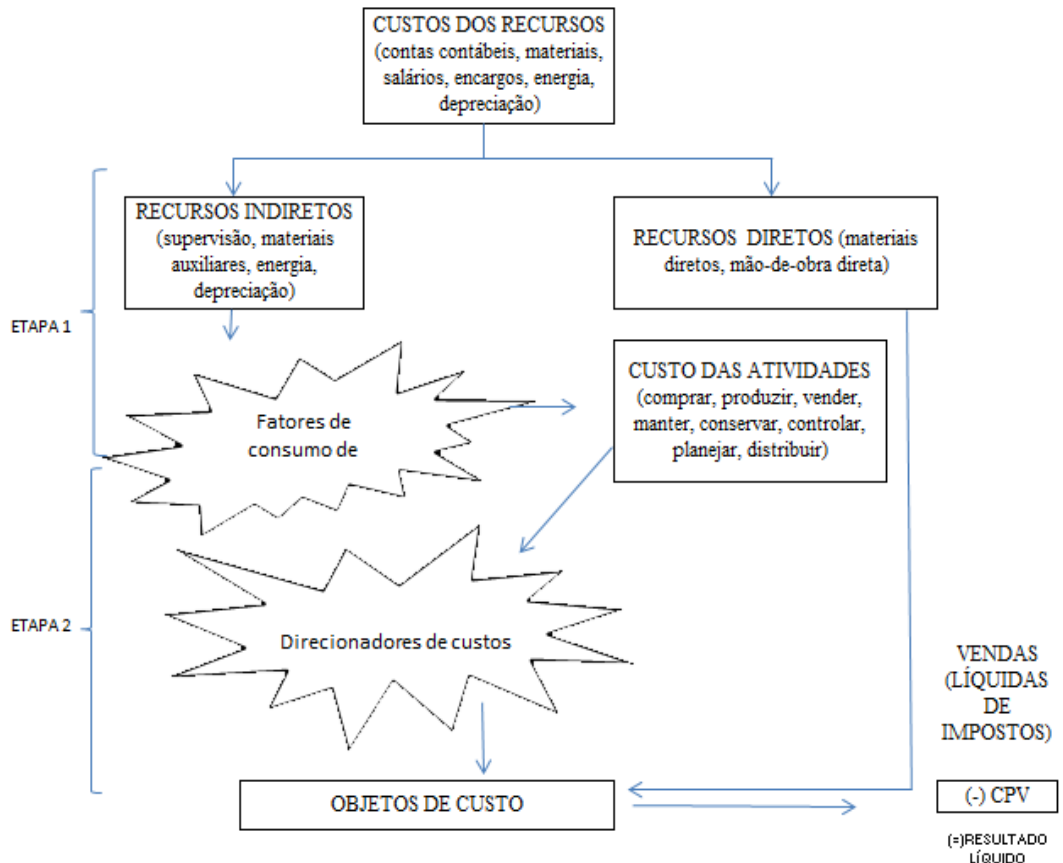 CUSTOS DOS RECURSOS
(contas contábeis, materiais,
salários, encargos, energia,
depreciação)
RECURSOS INDIRETOS
(supervisão, materiais
auxiliares, energia,
depreciação)
RECURSOS DIRETOS (materiais
diretos, mão-de-obra direta)
ETAPA 1
Fatores de
consumo de
CUSTO DAS ATIVIDADES
(comprar, produzir, vender,
manter, conservar, controlar,
planejar, distribuir)
ETAPA 2
Direcionadores de custos
VENDAS
(LÍQUIDAS
DE
IMPOSTOS)
OBJETOS DE CUSTO
(-) CPV
(=)RESULTADO
LÍQUIDO